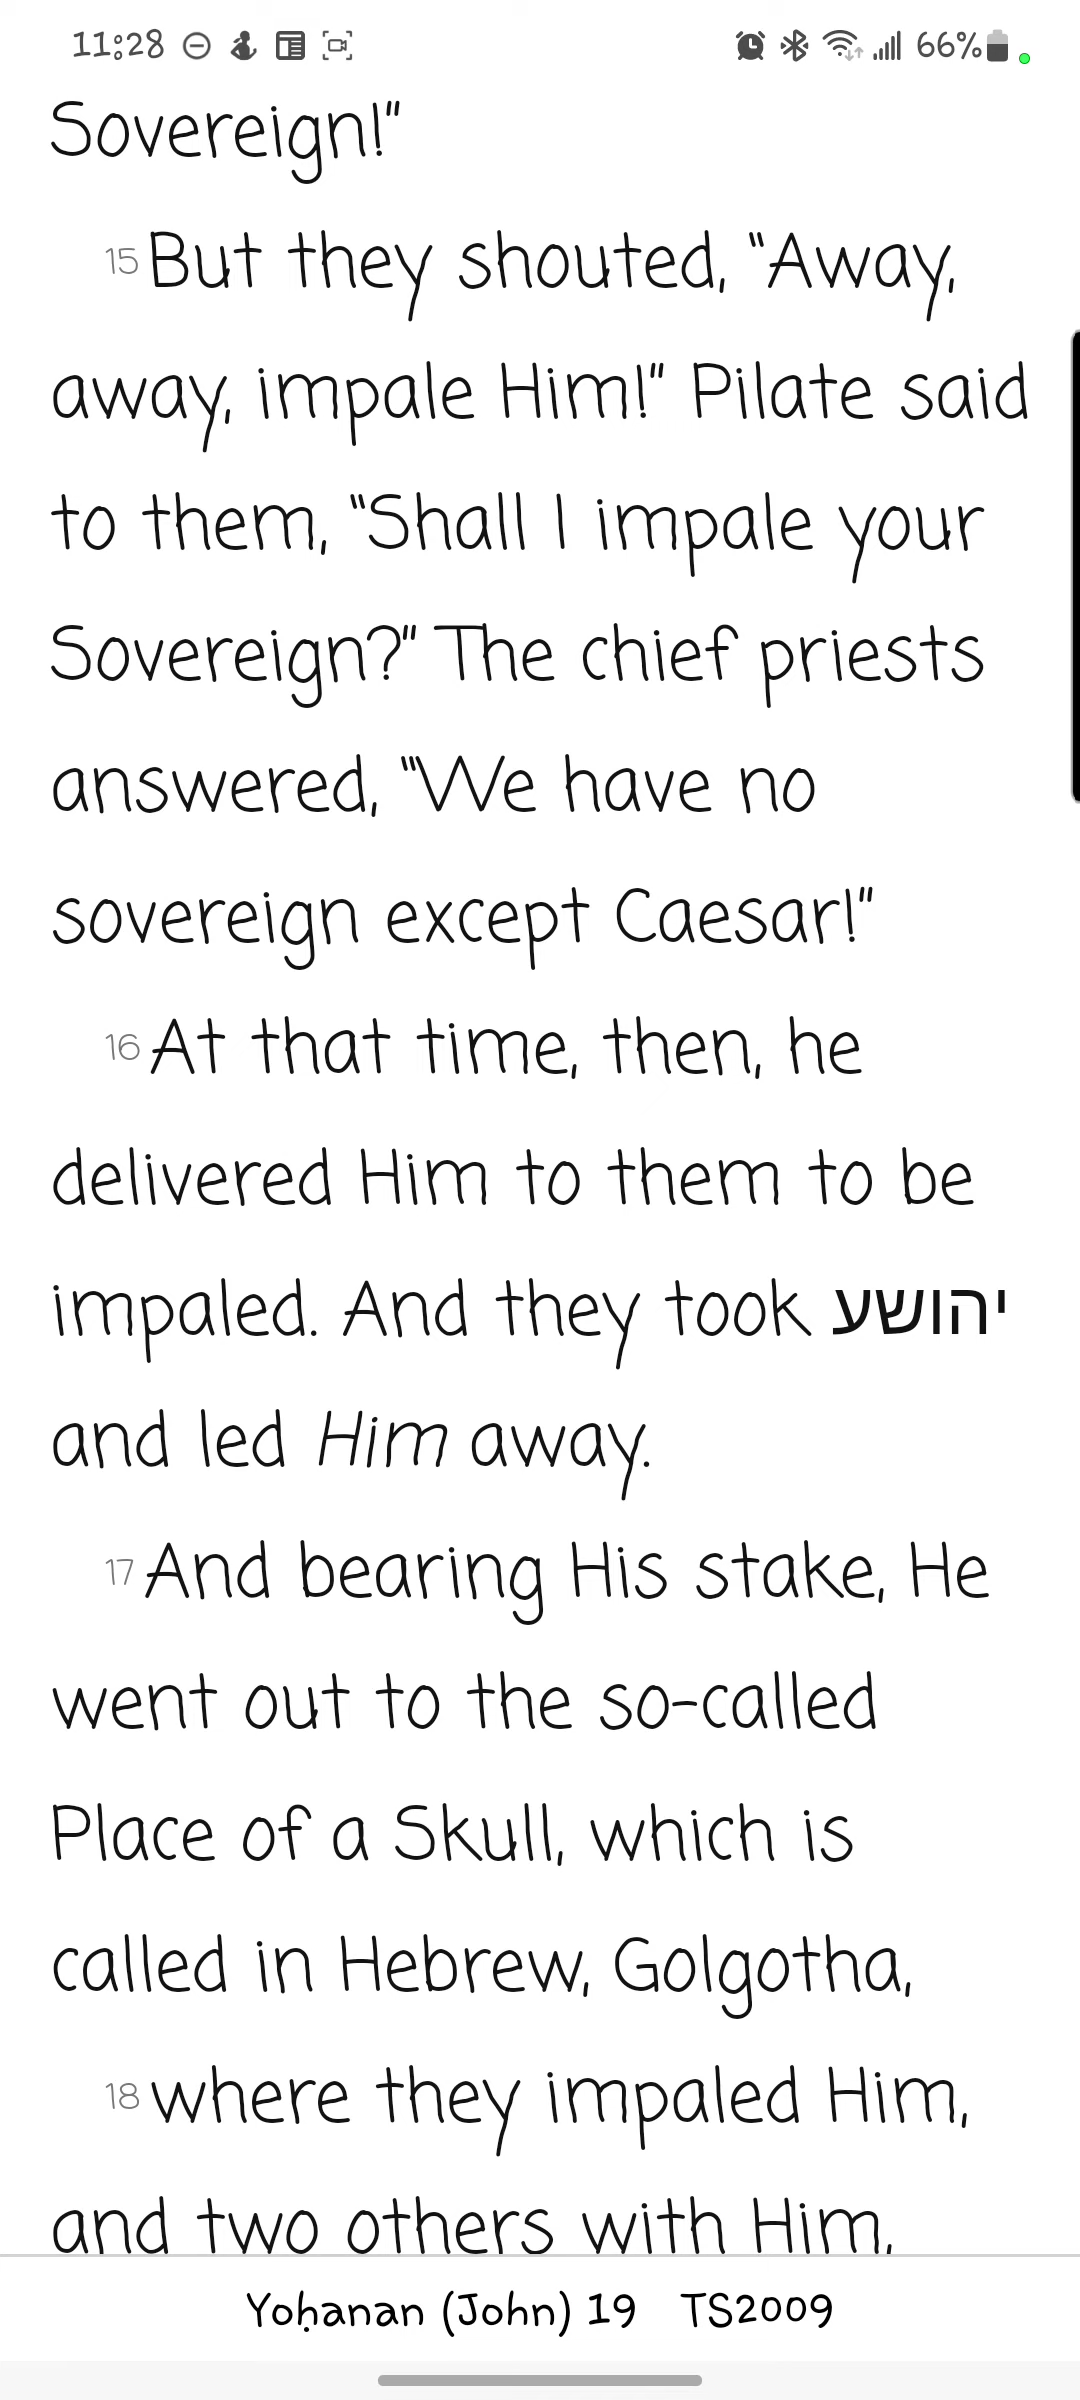 11:28 66%
Sovereign!"
15 But they shouted, "Away,
away, impale Him!" Pilate said
to them, "Shall I impale your
Sovereign?" The chief priests
answered, "We have no
sovereign except Caesar!"
16 At that time, then, he
delivered Him to them to be
impaled. And they took יהושע
and led Him away.
17 And bearing His stake, He
went out to the so-called
Place of a Skull, which is
called in Hebrew, Golgotha,
18 where they impaled Him,
and two others with Him,
Yoḥanan (John) 19 TS2009